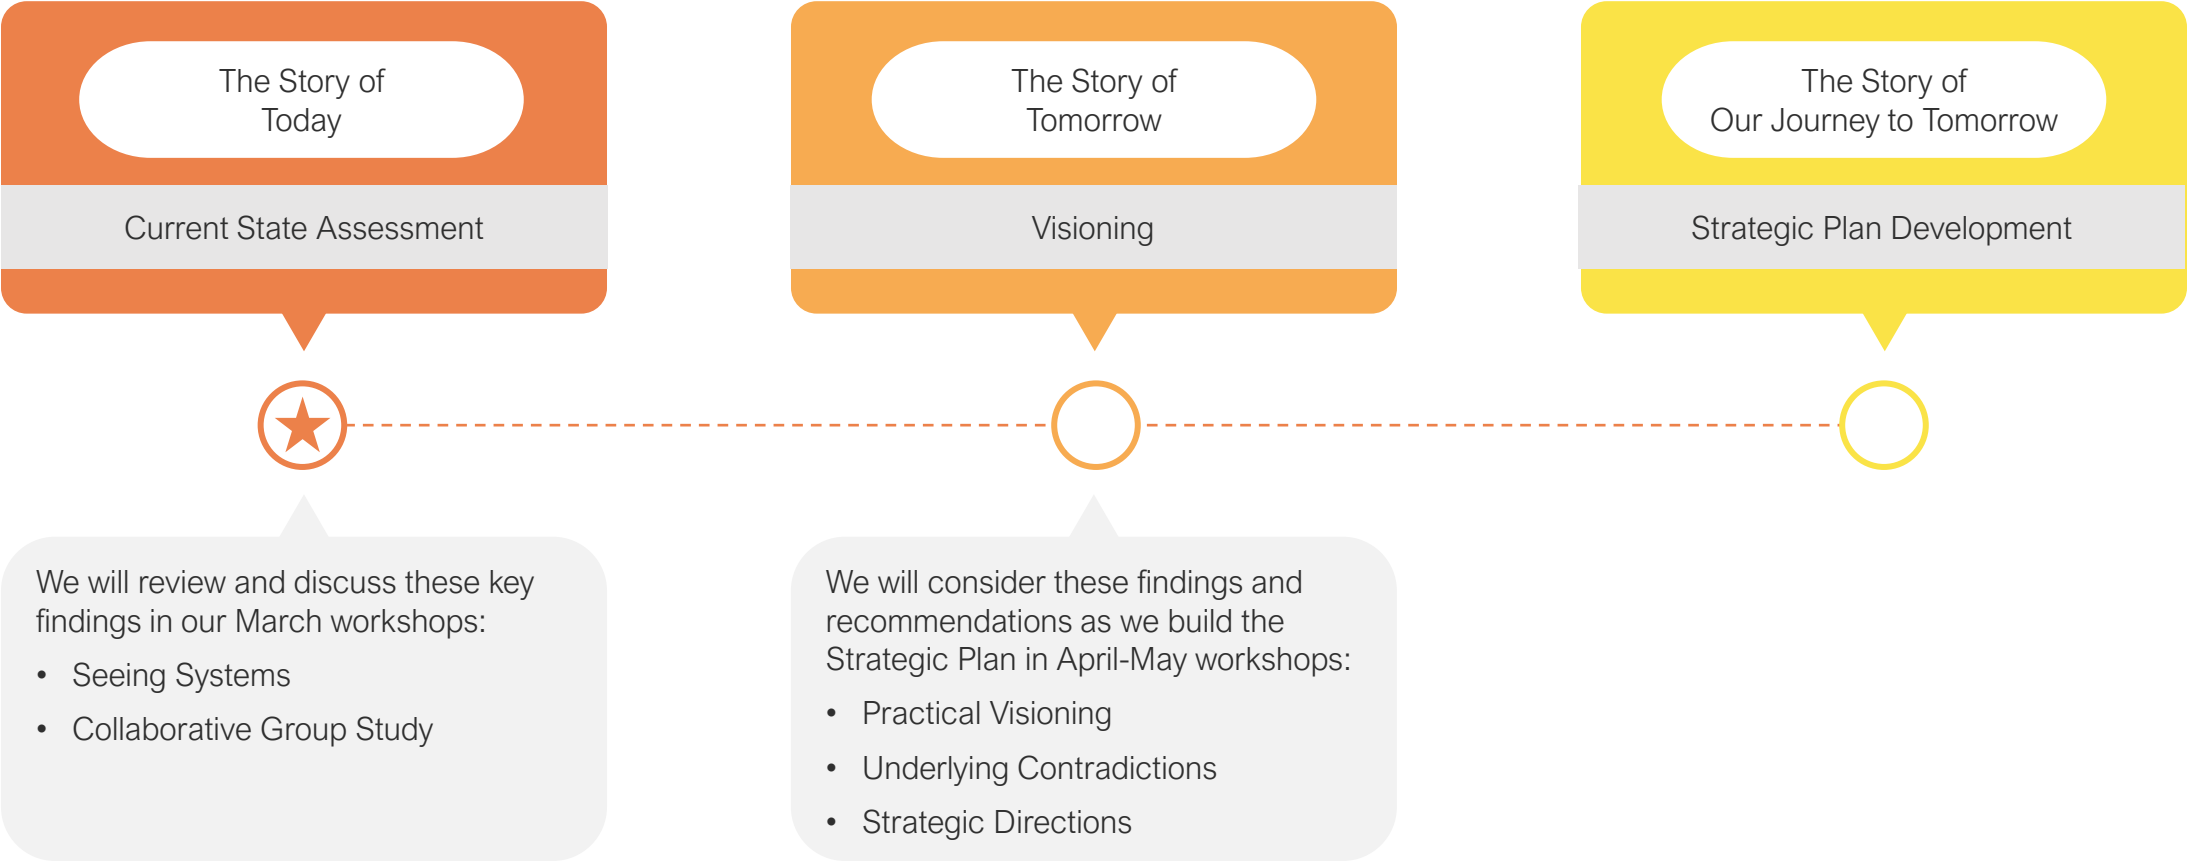 The Story of
Today
Current State Assessment
The Story of
Tomorrow
Visioning
The Story of
Our Journey to Tomorrow
Strategic Plan Development
We will review and discuss these key
findings in our March workshops:
• Seeing Systems
• Collaborative Group Study
We will consider these findings and
recommendations as we build the
Strategic Plan in April-May workshops:
• Practical Visioning
• Underlying Contradictions
• Strategic Directions